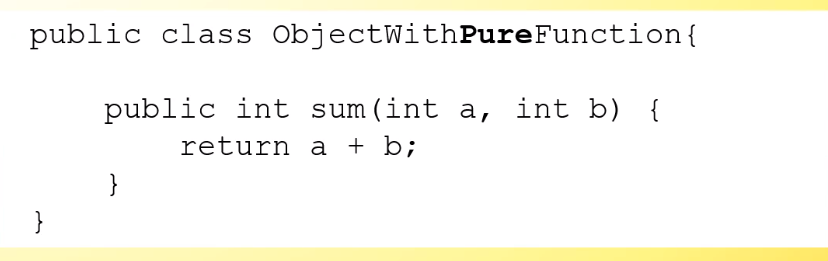 public class ObjectWithPureFunction{
    public int sum(int a, int b) {
        return a + b;
    }
}